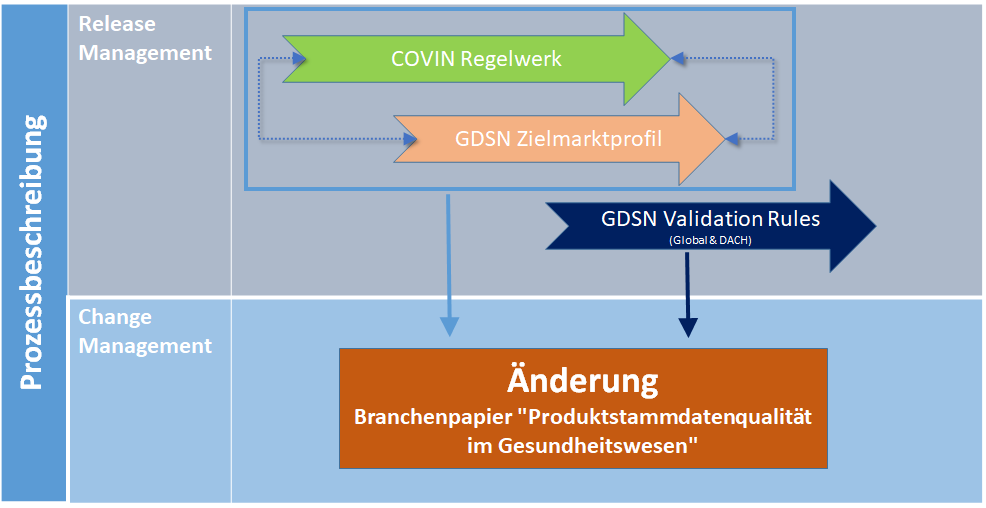 Prozessbeschreibung
Release
Management
COVIN Regelwerk
GDSN Zielmarktprofil
GDSN Validation Rules
(Global & DACH)
Change
Management
Änderung
Branchenpapier "Produktstammdatenqualität
im Gesundheitswesen"